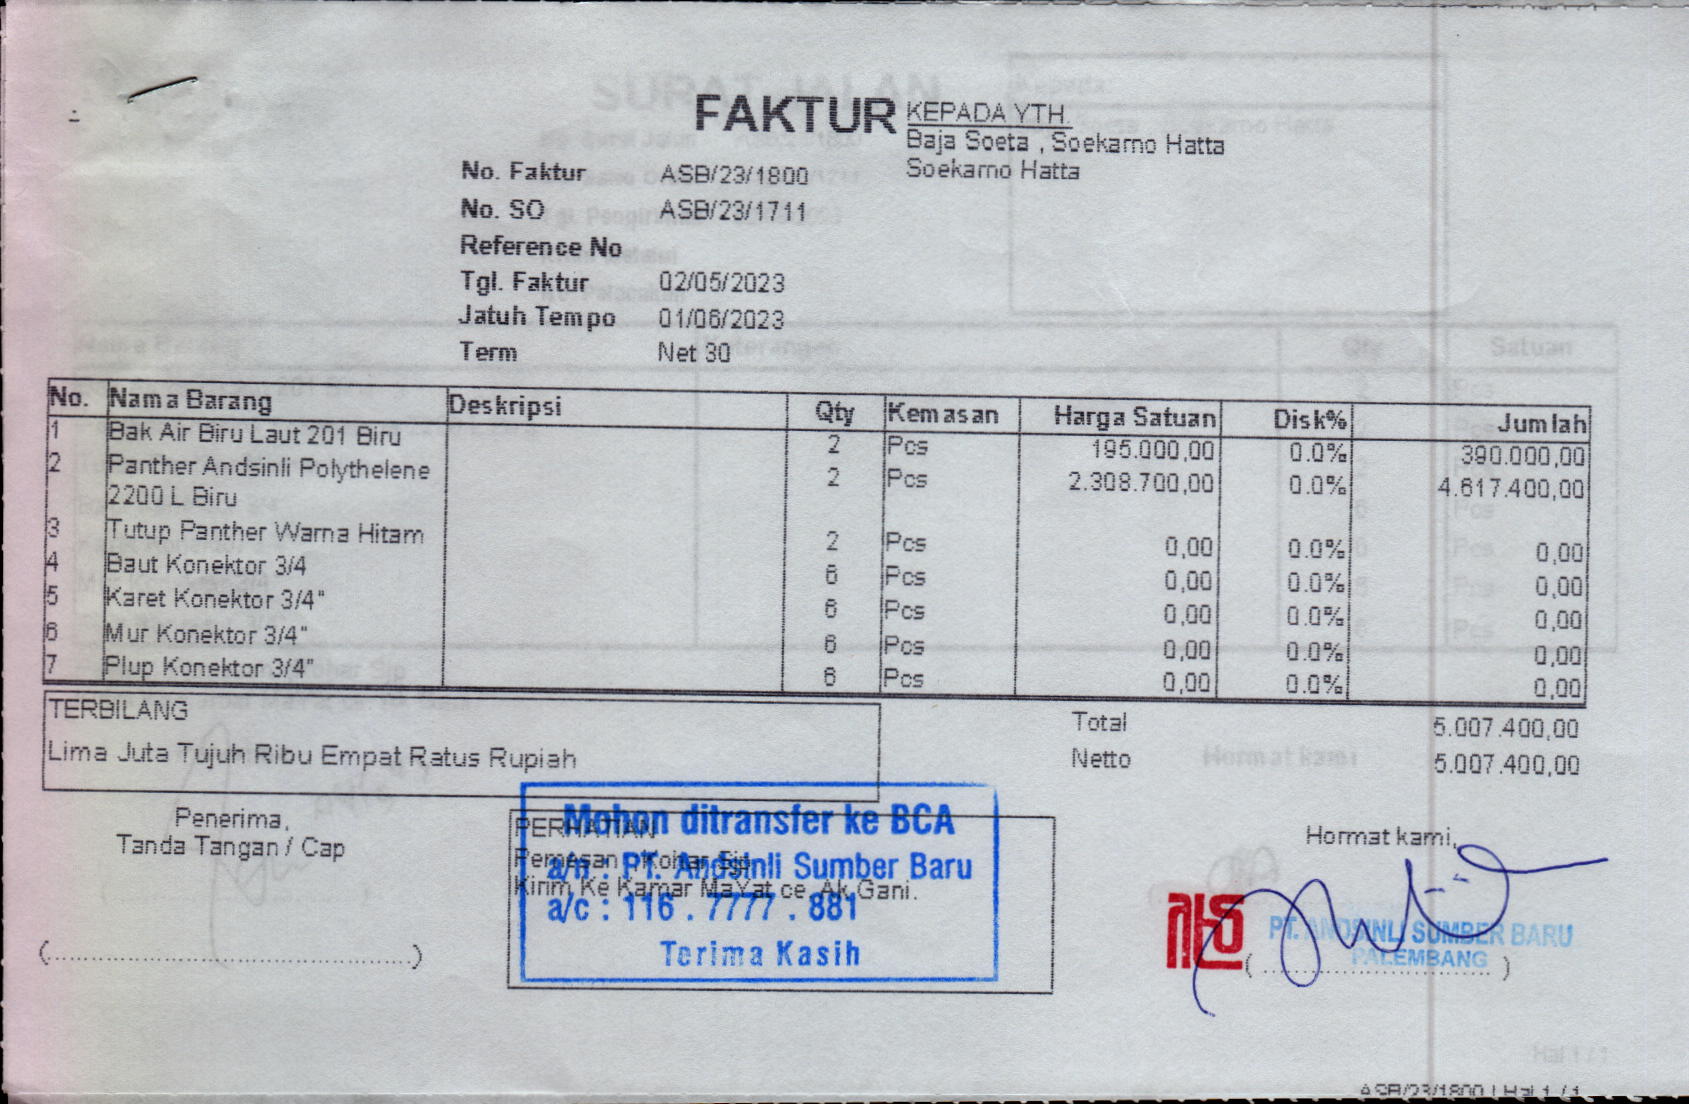 FAKTUR
KEPADA YTH.
Baja Soeta , Soekarno Hatta
Soekarno Hatta
No. Faktur ASB/23/1800
No. SO ASB/23/1711
Reference No
Tgl. Faktur 02/05/2023
Jatuh Tempo 01/06/2023
Term Net 30
No. Nama Barang Deskripsi Qty Kemasan Harga Satuan Disk% Jumlah
1 Bak Air Biru Laut 201 Biru 2 Pcs 195.000,00 0.0% 390.000,00
2 Panther Andsinli Polythelene 2 Pcs 2.308.700,00 0.0% 4.617.400,00
2200 L Biru
3 Tutup Panther Warna Hitam 2 Pcs 0,00 0.0% 0,00
4 Baut Konektor 3/4 6 Pcs 0,00 0.0% 0,00
5 Karet Konektor 3/4" 6 Pcs 0,00 0.0% 0,00
6 Mur Konektor 3/4" 6 Pcs 0,00 0.0% 0,00
7 Plup Konektor 3/4" 6 Pcs 0,00 0.0% 0,00
TERBILANG
Lima Juta Tujuh Ribu Empat Ratus Rupiah
Total 5.007.400,00
Netto 5.007.400,00
Penerima,
Tanda Tangan / Cap
(........................................)
PERHATIAN
Pemesan : Kohar Sjp
Kirim Ke Kamar MaYat ce. Ak.Gani.
Mohon ditransfer ke BCA
a/n : PT. Andsinli Sumber Baru
a/c : 116 . 7777 . 881
Terima Kasih
Hormat kami,
PT. ANDSINLI SUMBER BARU
PALEMBANG
(............................)
ASB/23/1800 | Hal 1 / 1